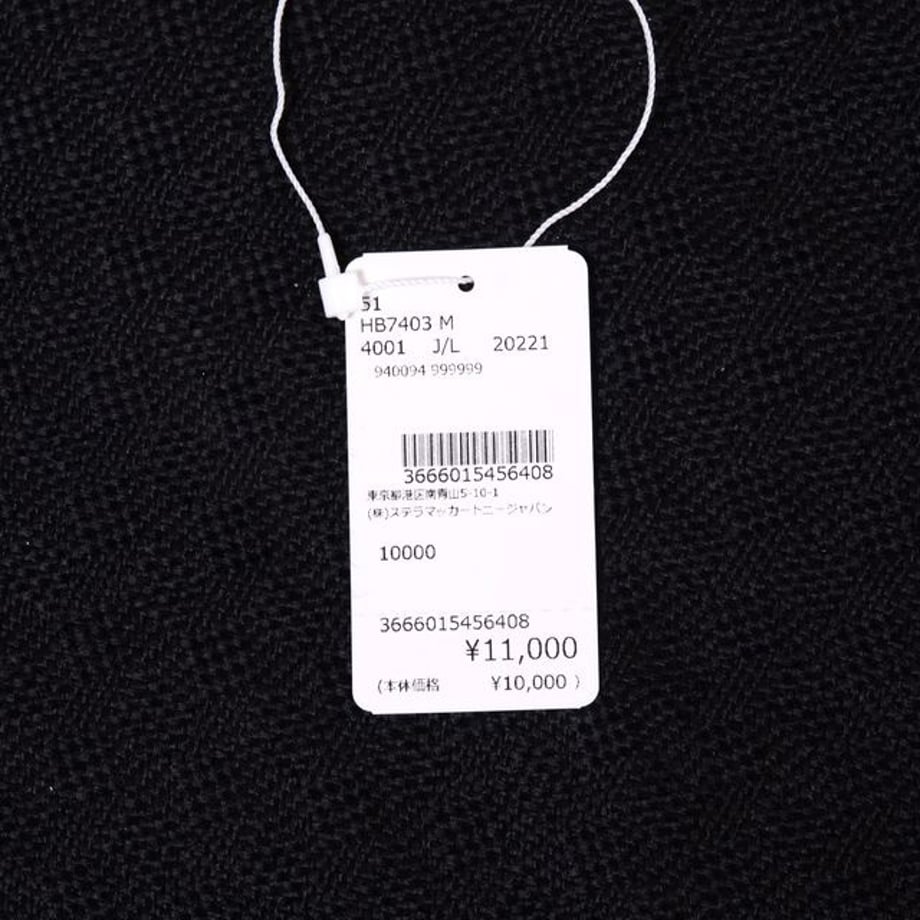 51
HB7403 M
4001 J/L 20221
940094 999999
3666015456408
東京都港区南青山5-10-1
(株)ステラマッカートニージャパン
10000
3666015456408
¥11,000
(本体価格 ¥10,000 )